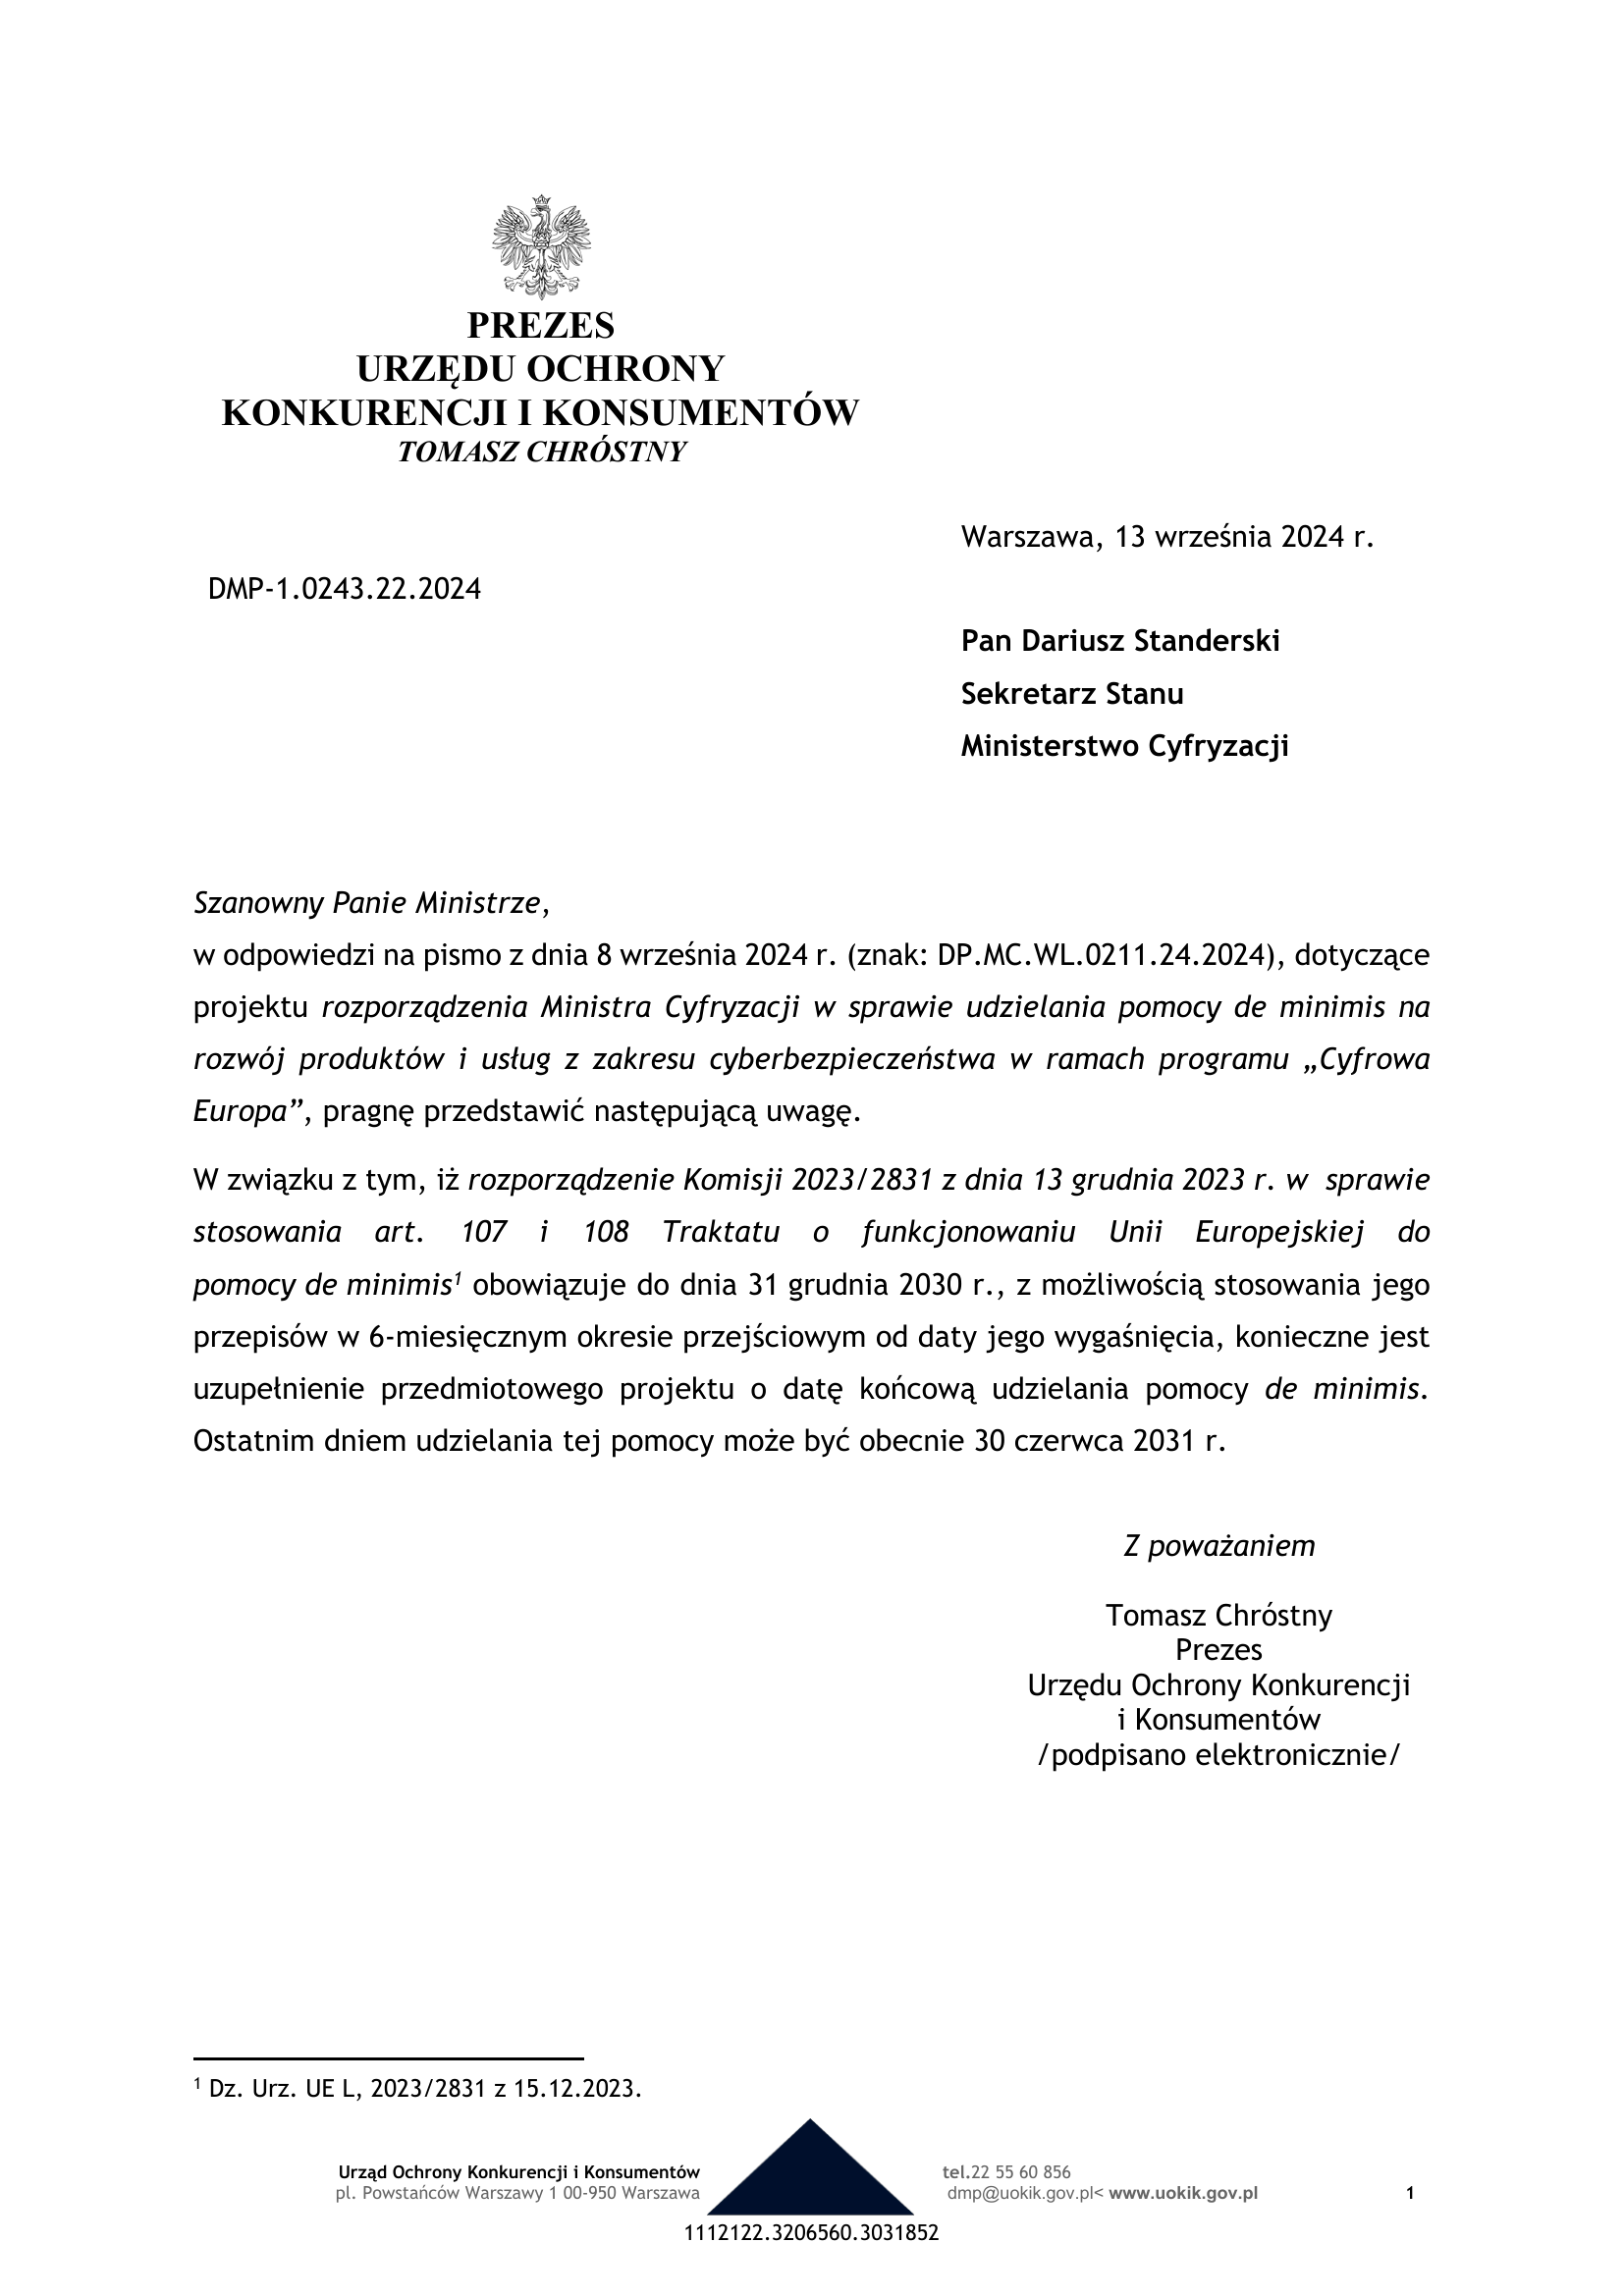 PREZES
URZĘDU OCHRONY
KONKURENCJI I KONSUMENTÓW
TOMASZ CHRÓSTNY
Warszawa, 13 września 2024 r.
DMP-1.0243.22.2024
Pan Dariusz Standerski
Sekretarz Stanu
Ministerstwo Cyfryzacji
Szanowny Panie Ministrze,
w odpowiedzi na pismo z dnia 8 września 2024 r. (znak: DP.MC.WL.0211.24.2024), dotyczące
projektu rozporządzenia Ministra Cyfryzacji w sprawie udzielania pomocy de minimis na
rozwój produktów i usług z zakresu cyberbezpieczeństwa w ramach programu „Cyfrowa
Europa”, pragnę przedstawić następującą uwagę.
W związku z tym, iż rozporządzenie Komisji 2023/2831 z dnia 13 grudnia 2023 r. w sprawie
stosowania art. 107 i 108 Traktatu o funkcjonowaniu Unii Europejskiej do
pomocy de minimis¹ obowiązuje do dnia 31 grudnia 2030 r., z możliwością stosowania jego
przepisów w 6-miesięcznym okresie przejściowym od daty jego wygaśnięcia, konieczne jest
uzupełnienie przedmiotowego projektu o datę końcową udzielania pomocy de minimis.
Ostatnim dniem udzielania tej pomocy może być obecnie 30 czerwca 2031 r.
Z poważaniem
Tomasz Chróstny
Prezes
Urzędu Ochrony Konkurencji
i Konsumentów
/podpisano elektronicznie/
¹ Dz. Urz. UE L, 2023/2831 z 15.12.2023.
Urząd Ochrony Konkurencji i Konsumentów
pl. Powstańców Warszawy 1 00-950 Warszawa
tel.22 55 60 856
dmp@uokik.gov.pl< www.uokik.gov.pl
1
1112122.3206560.3031852